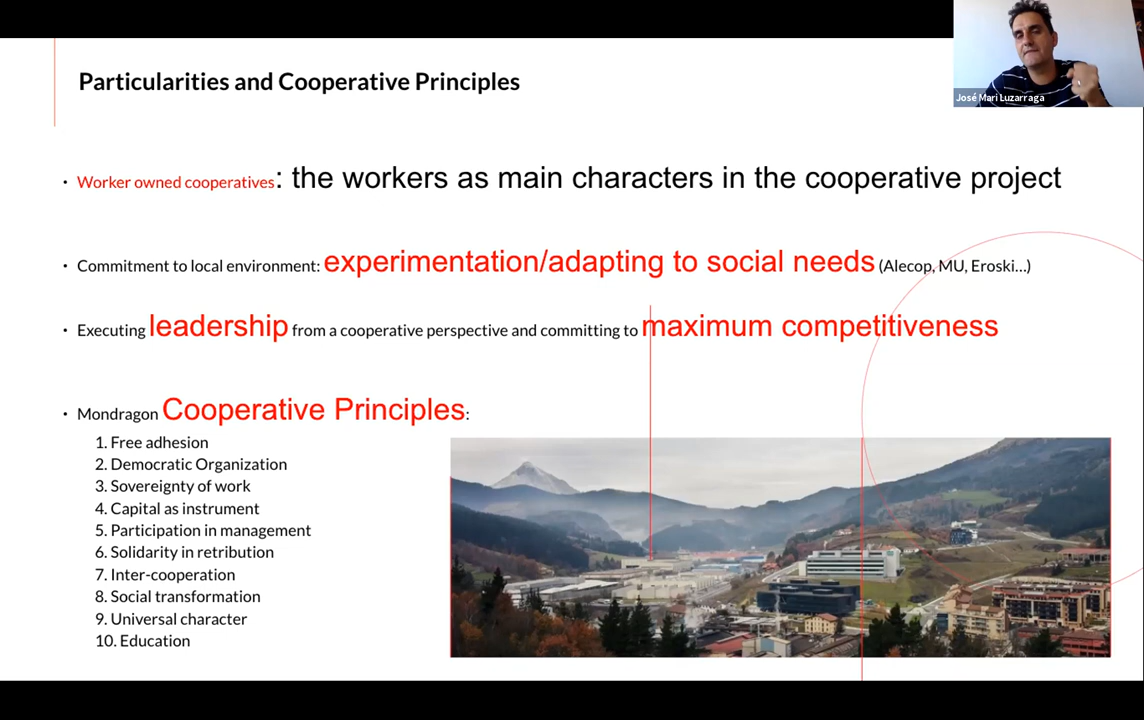 José Mari Luzarraga
Particularities and Cooperative Principles
• Worker owned cooperatives: the workers as main characters in the cooperative project
• Commitment to local environment: experimentation/adapting to social needs (Alecop, MU, Eroski...)
• Executing leadership from a cooperative perspective and committing to maximum competitiveness
• Mondragon Cooperative Principles:
1. Free adhesion
2. Democratic Organization
3. Sovereignty of work
4. Capital as instrument
5. Participation in management
6. Solidarity in retribution
7. Inter-cooperation
8. Social transformation
9. Universal character
10. Education